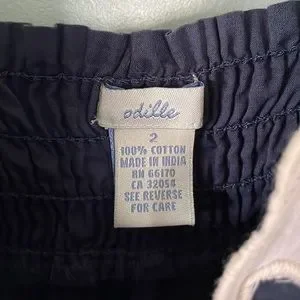 odille
2
100% COTTON
MADE IN INDIA
RN 66170
CA 32054
SEE REVERSE
FOR CARE